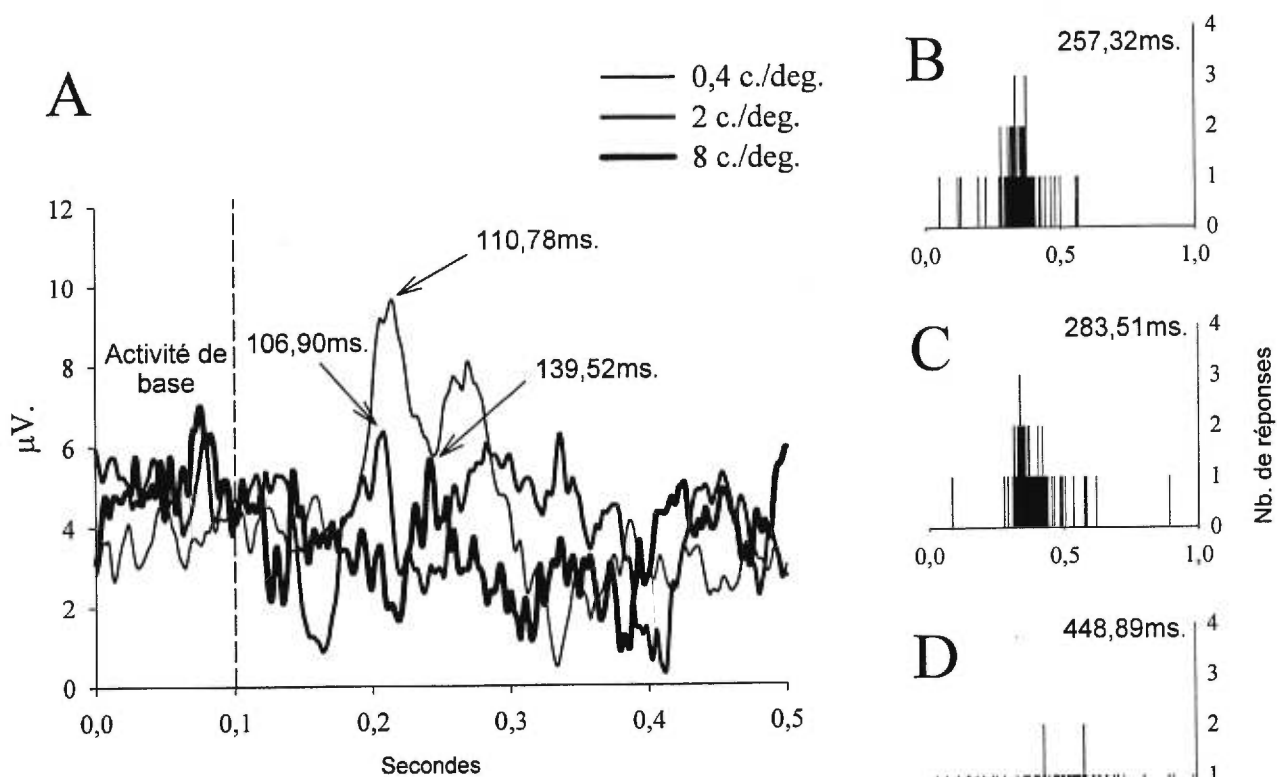 A
0,4 c./deg.
2 c./deg.
8 c./deg.
12
10
8
6
4
2
0
µV.
Activité de
base
106,90ms.
110,78ms.
139,52ms.
0,0 0,1 0,2 0,3 0,4 0,5
Secondes
B
257,32ms.
4
3
2
1
0
0,0 0,5 1,0
C
283,51ms.
4
3
2
1
0
0,0 0,5 1,0
Nb. de réponses
D
448,89ms.
4
3
2
1